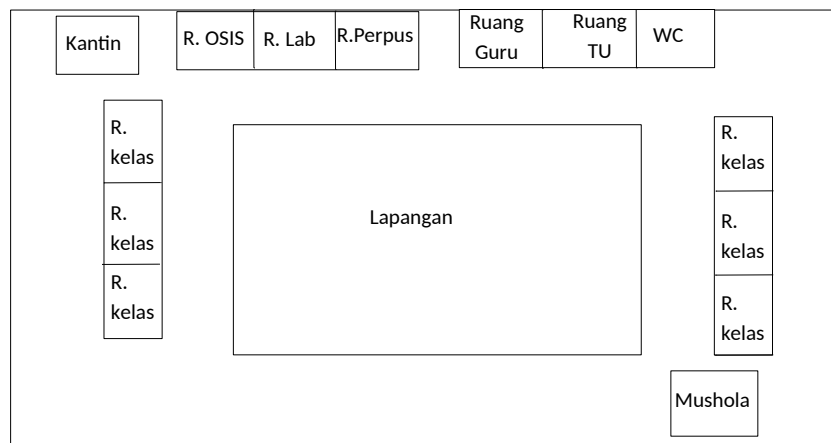 Kantin
R. OSIS
R. Lab
R.Perpus
Ruang
Guru
Ruang
TU
WC
R.
kelas
R.
kelas
R.
kelas
Lapangan
R.
kelas
R.
kelas
R.
kelas
Mushola